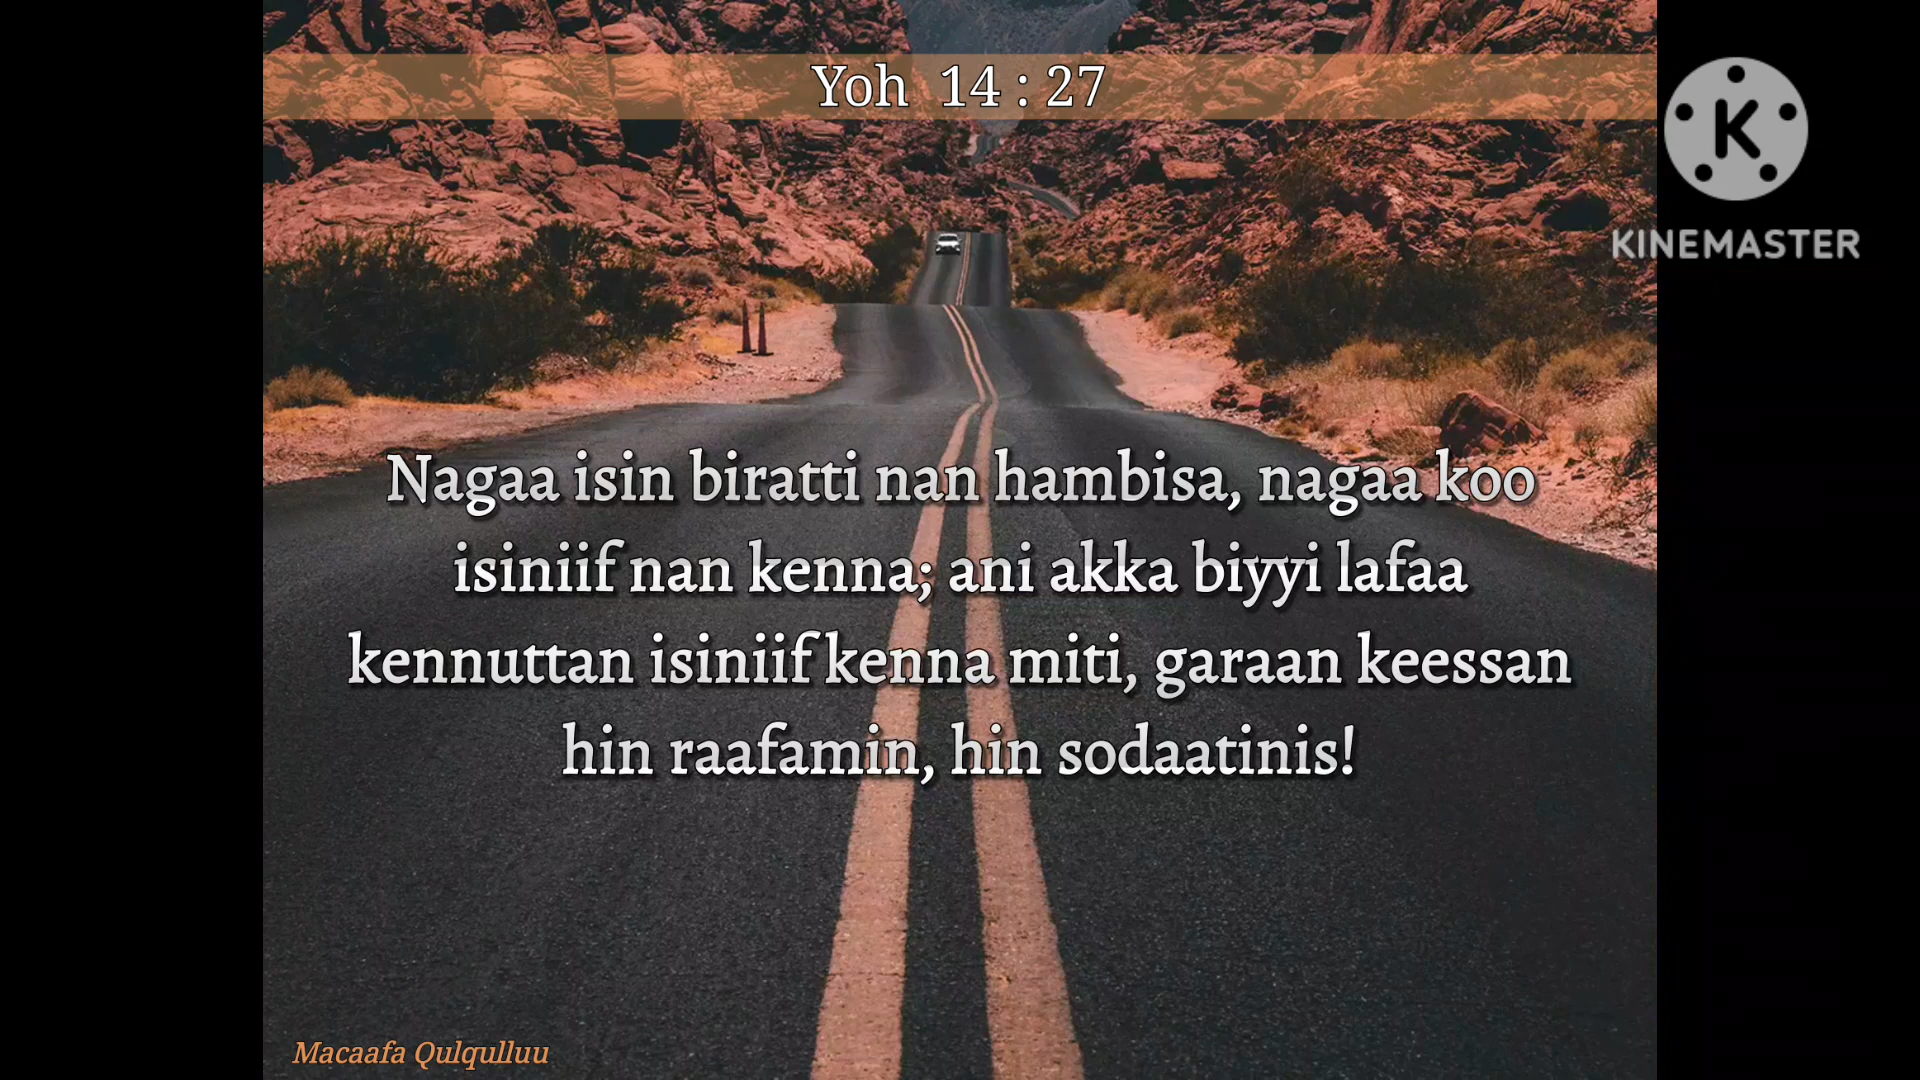 Yoh 14 : 27
K
KINEMASTER
Nagaa isin biratti nan hambisa, nagaa koo
isiniif nan kenna; ani akka biyyi lafaa
kennuttan isiniif kenna miti, garaan keessan
hin raafamin, hin sodaatinis!
Macaafa Qulqulluu